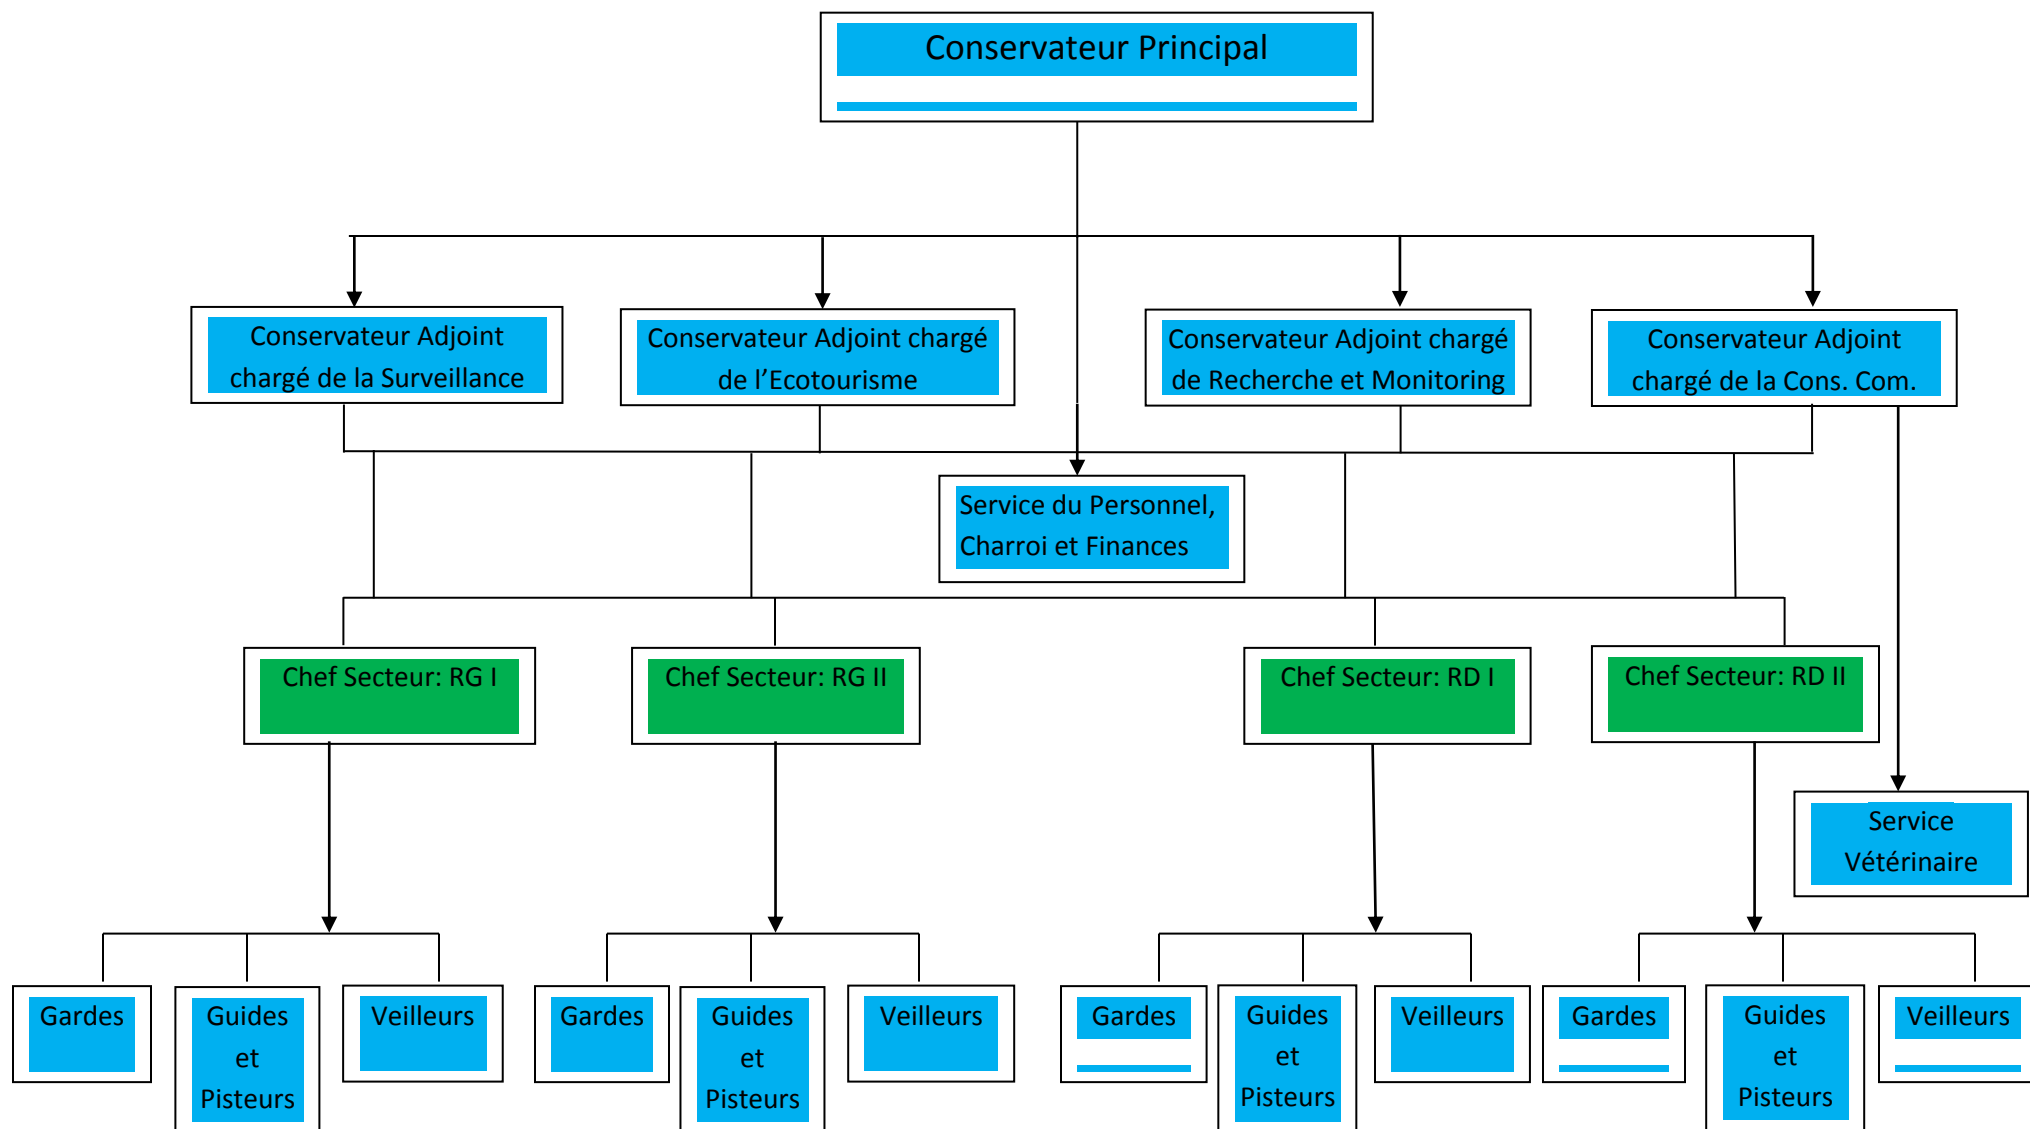 Conservateur Principal
Conservateur Adjoint
chargé de la Surveillance
Conservateur Adjoint chargé
de l’Ecotourisme
Conservateur Adjoint chargé
de Recherche et Monitoring
Conservateur Adjoint
chargé de la Cons. Com.
Service du Personnel,
Charroi et Finances
Chef Secteur: RG I
Chef Secteur: RG II
Chef Secteur: RD I
Chef Secteur: RD II
Service
Vétérinaire
Gardes
Guides
et
Pisteurs
Veilleurs
Gardes
Guides
et
Pisteurs
Veilleurs
Gardes
Guides
et
Pisteurs
Veilleurs
Gardes
Guides
et
Pisteurs
Veilleurs